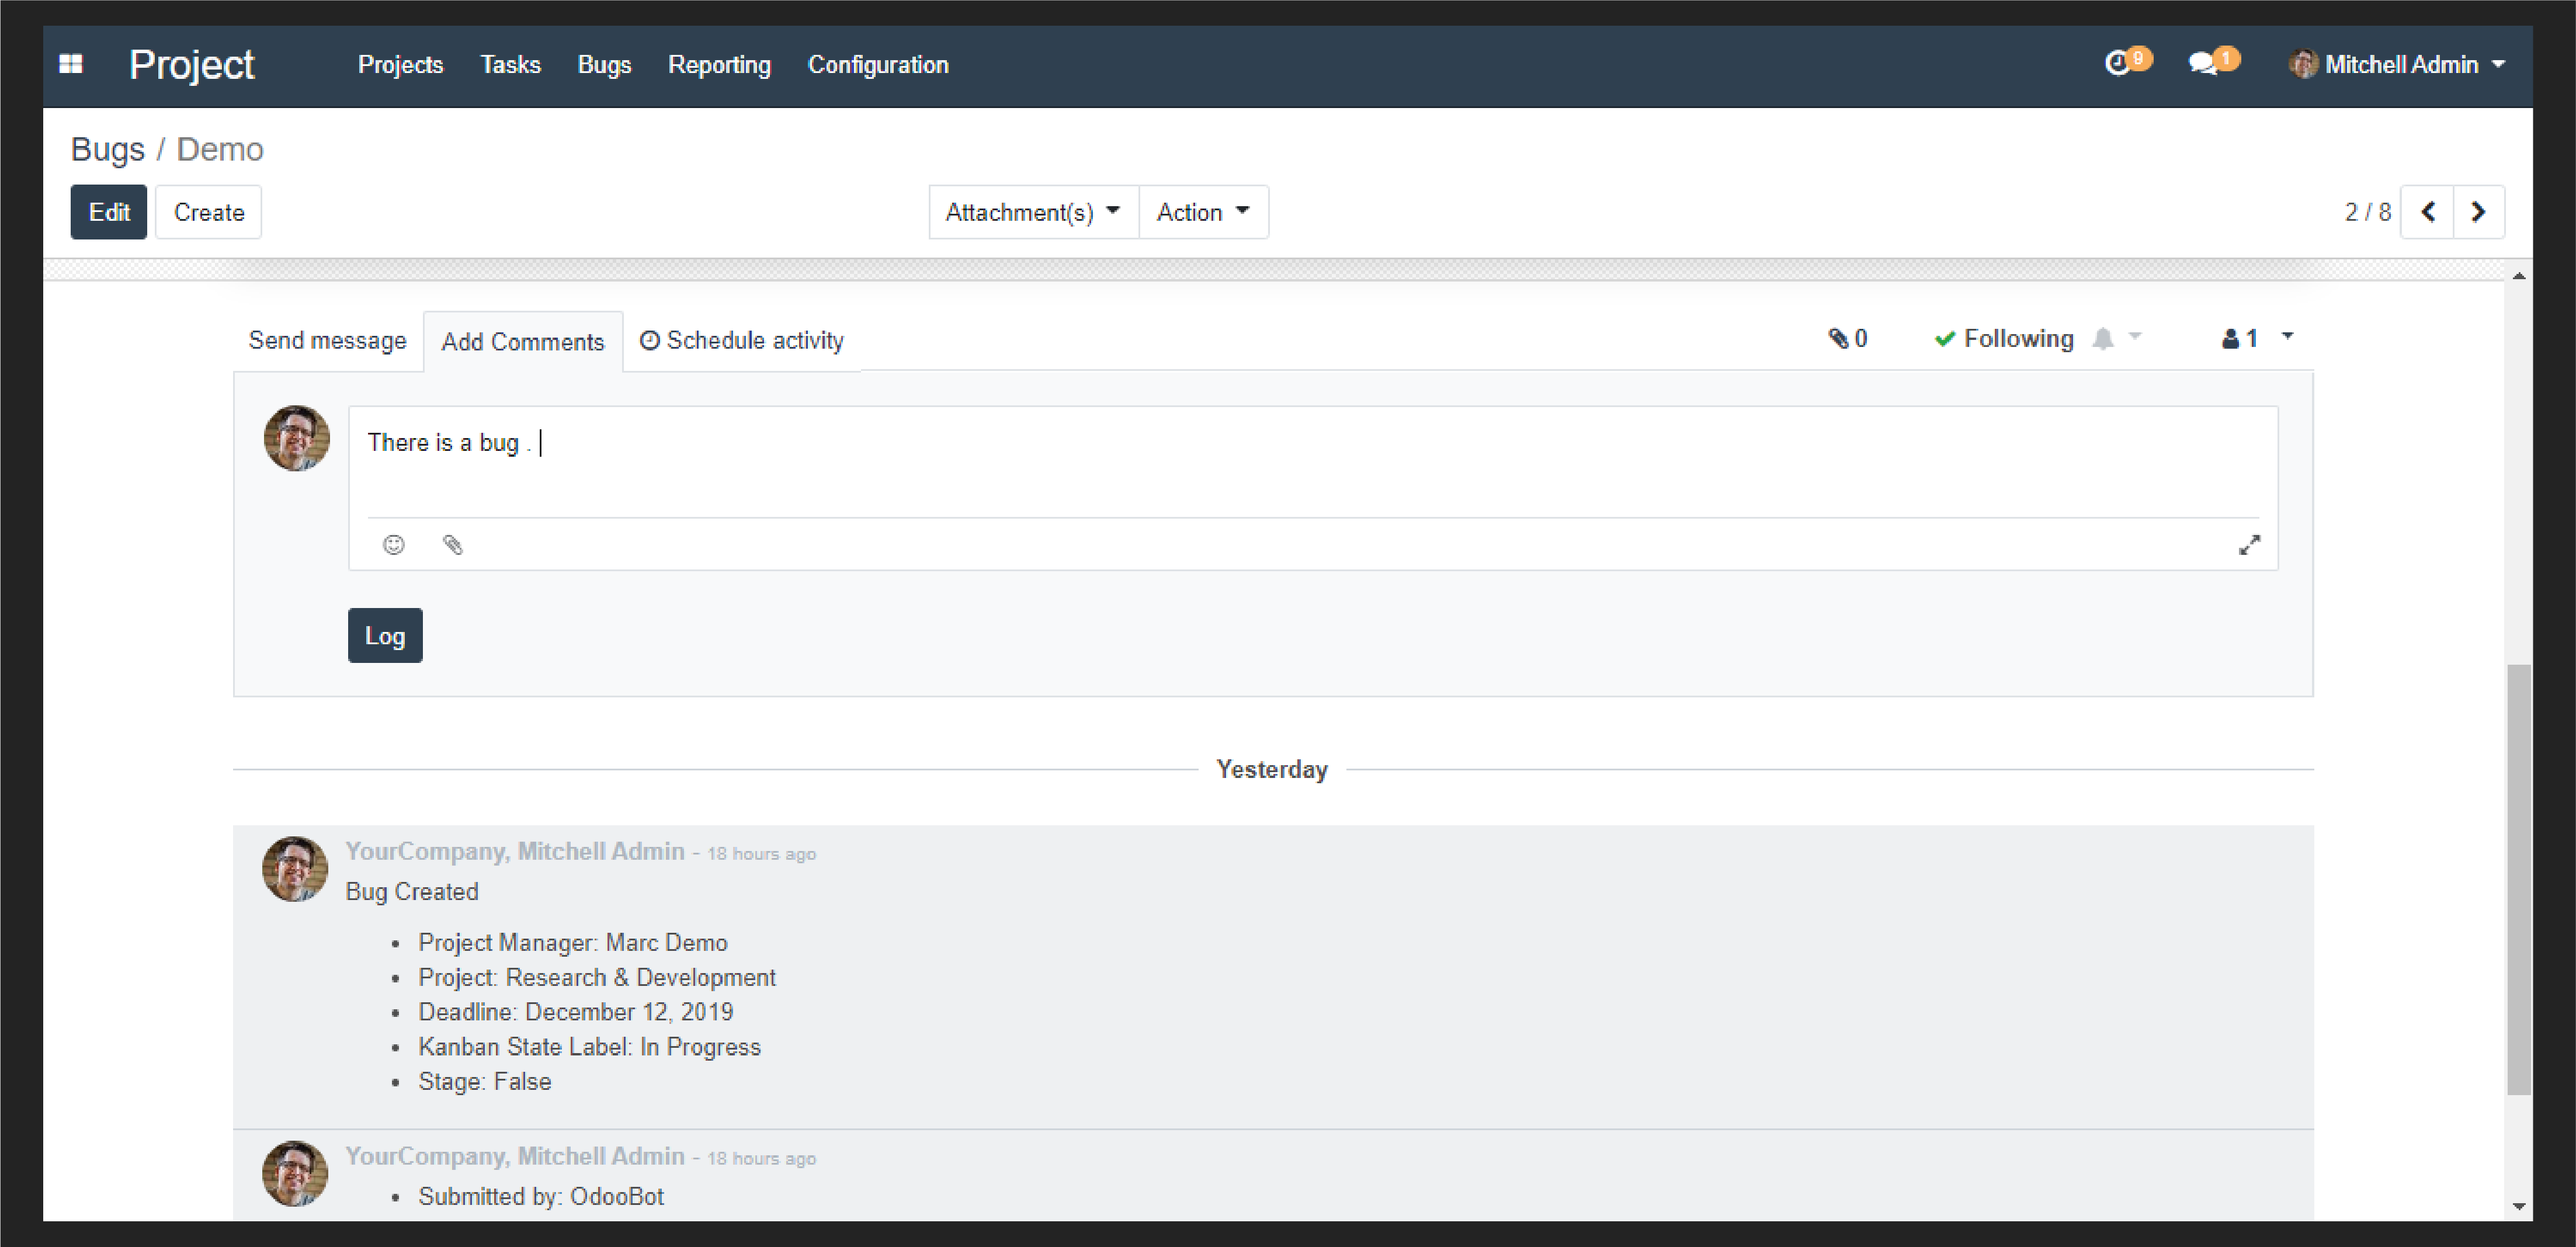 Project Projects Tasks Bugs Reporting Configuration 9 1 Mitchell Admin
Bugs / Demo
Edit Create Attachment(s) Action 2 / 8
Send message Add Comments Schedule activity 0 Following 1
There is a bug .
Log
Yesterday
YourCompany, Mitchell Admin - 18 hours ago
Bug Created
• Project Manager: Marc Demo
• Project: Research & Development
• Deadline: December 12, 2019
• Kanban State Label: In Progress
• Stage: False
YourCompany, Mitchell Admin - 18 hours ago
• Submitted by: OdooBot